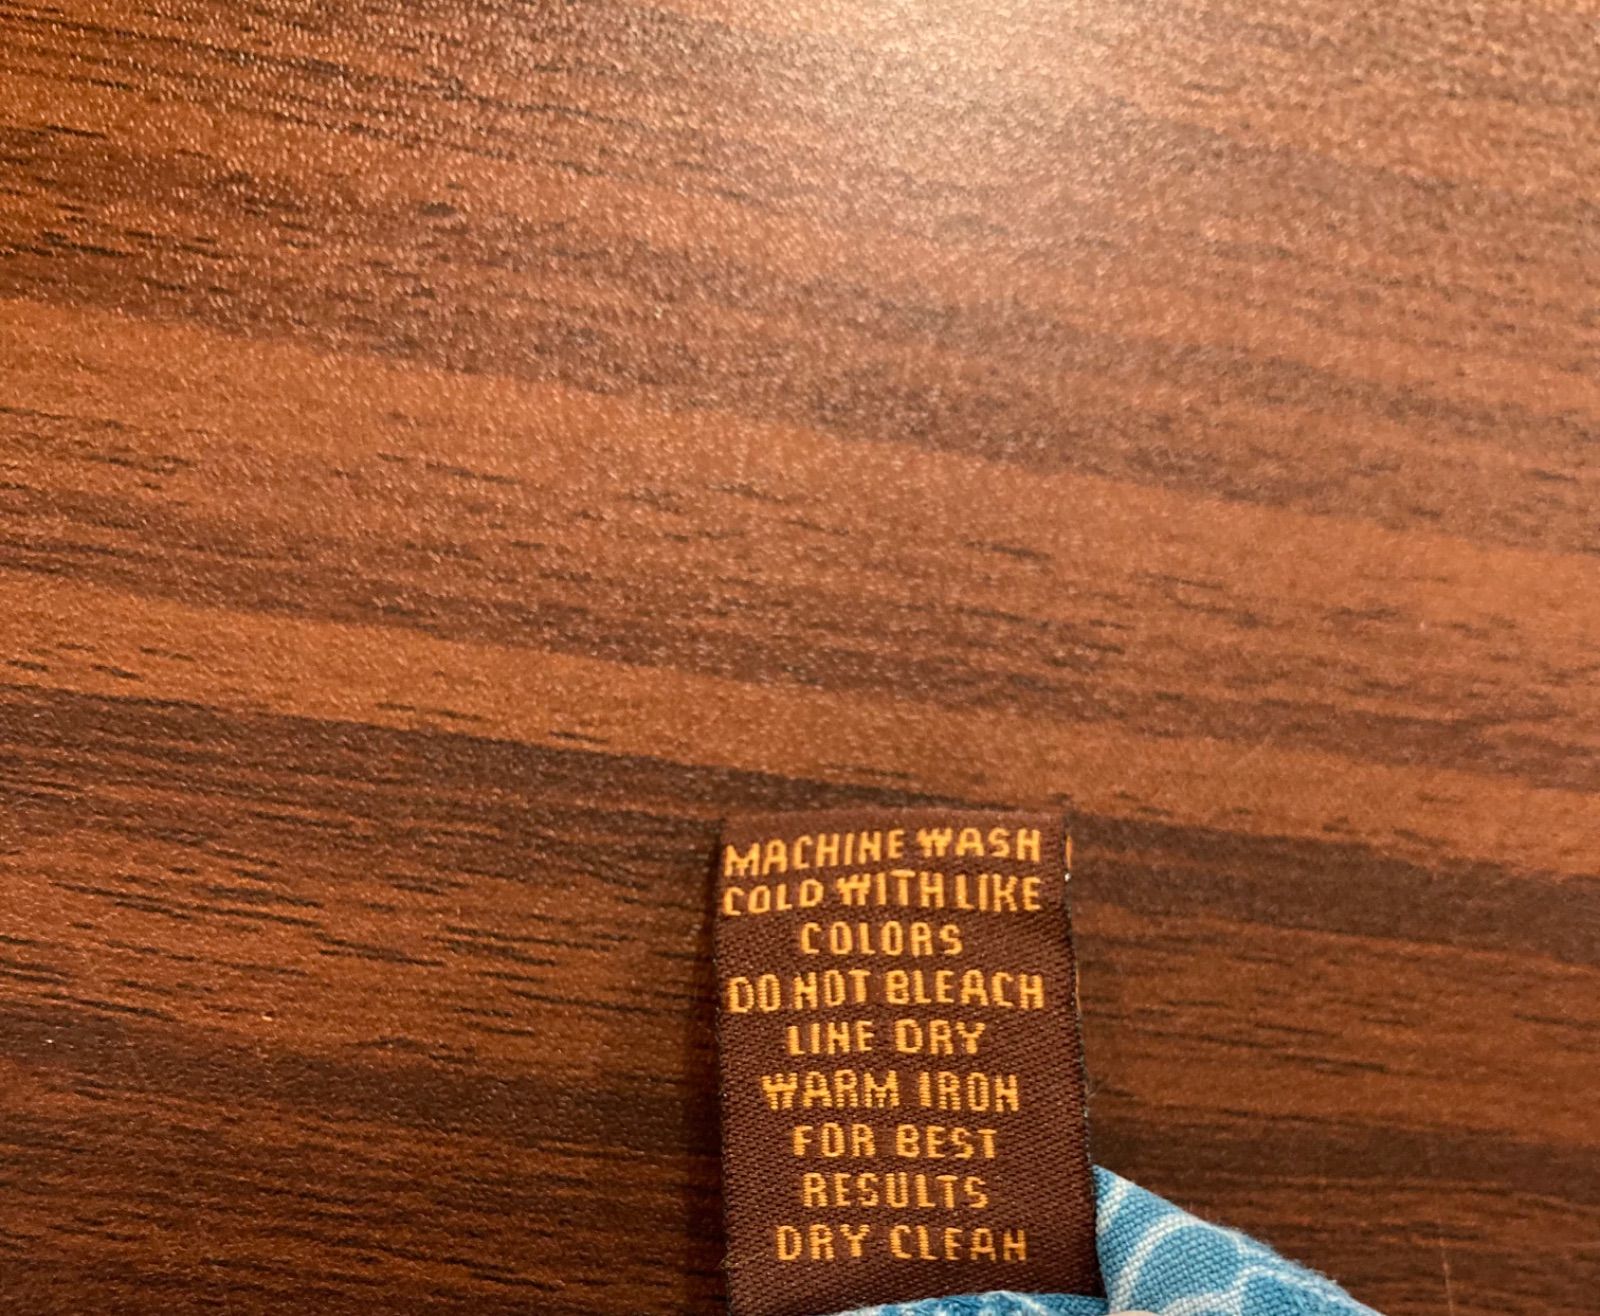 MACHINE WASH
COLD WITH LIKE
COLORS
DO NOT BLEACH
LINE DRY
WARM IRON
FOR BEST
RESULTS
DRY CLEAN